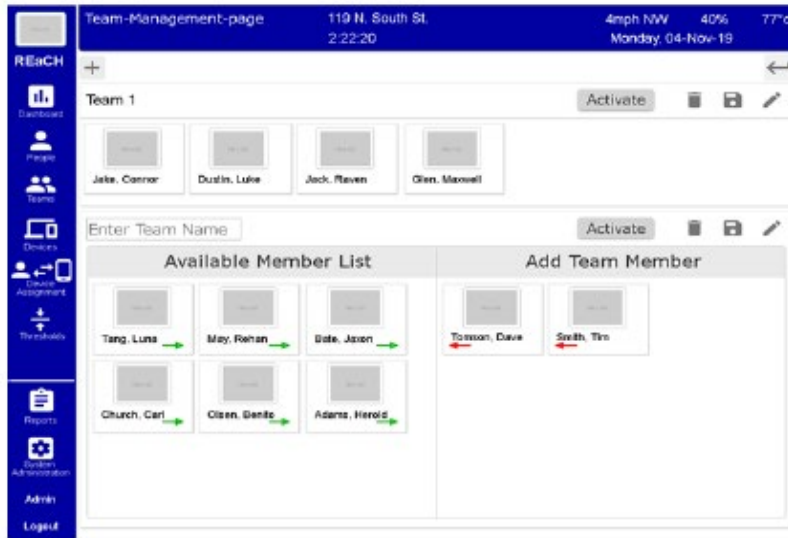 Team-Management-page
119 N. South St.
4mph NW 40% 77°c
2:22:20
Monday, 04-Nov-19
REaCH
Dashboard
People
Teams
Devices
Device
Assignment
Thresholds
Reports
System
Administration
Admin
Logout
+
Team 1
Activate
Jake, Connor
Dustin, Luke
Jack, Raven
Glen, Maxwell
Enter Team Name
Activate
Available Member List
Add Team Member
Tang, Luna
May, Rehan
Bate, Jaxon
Tomson, Dave
Smith, Tim
Church, Carl
Olsen, Benito
Adams, Herold